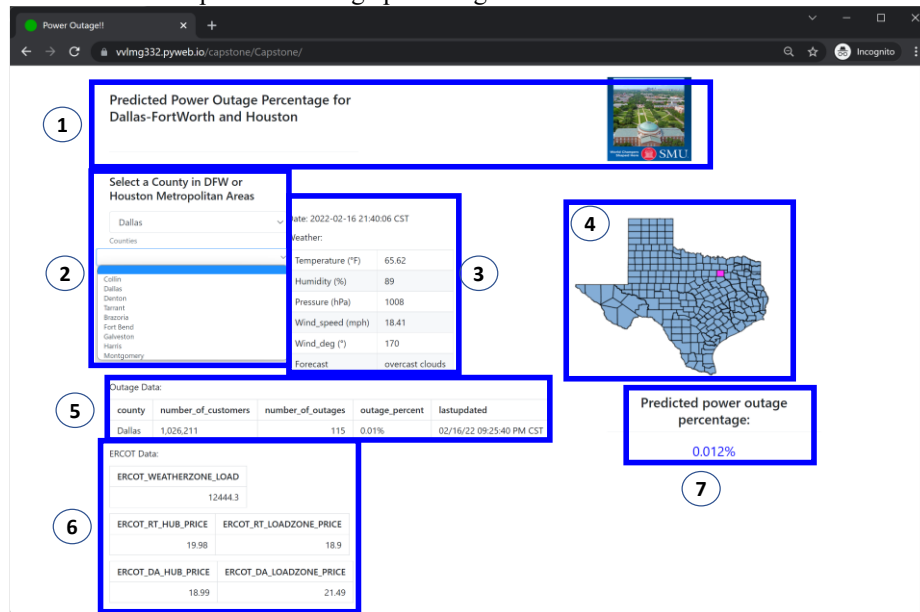 Power Outage!!
vvlmg332.pyweb.io/capstone/Capstone/
Incognito
1
Predicted Power Outage Percentage for
Dallas-FortWorth and Houston
World Changers
Shaped Here
SMU
2
Select a County in DFW or
Houston Metropolitan Areas
Dallas
Counties
Collin
Dallas
Denton
Tarrant
Brazoria
Fort Bend
Galveston
Harris
Montgomery
3
Date: 2022-02-16 21:40:06 CST
Weather:
Temperature (°F) 65.62
Humidity (%) 89
Pressure (hPa) 1008
Wind_speed (mph) 18.41
Wind_deg (°) 170
Forecast overcast clouds
4
5
Outage Data:
county number_of_customers number_of_outages outage_percent lastupdated
Dallas 1,026,211 115 0.01% 02/16/22 09:25:40 PM CST
6
ERCOT Data:
ERCOT_WEATHERZONE_LOAD
12444.3
ERCOT_RT_HUB_PRICE ERCOT_RT_LOADZONE_PRICE
19.98 18.9
ERCOT_DA_HUB_PRICE ERCOT_DA_LOADZONE_PRICE
18.99 21.49
Predicted power outage
percentage:
0.012%
7